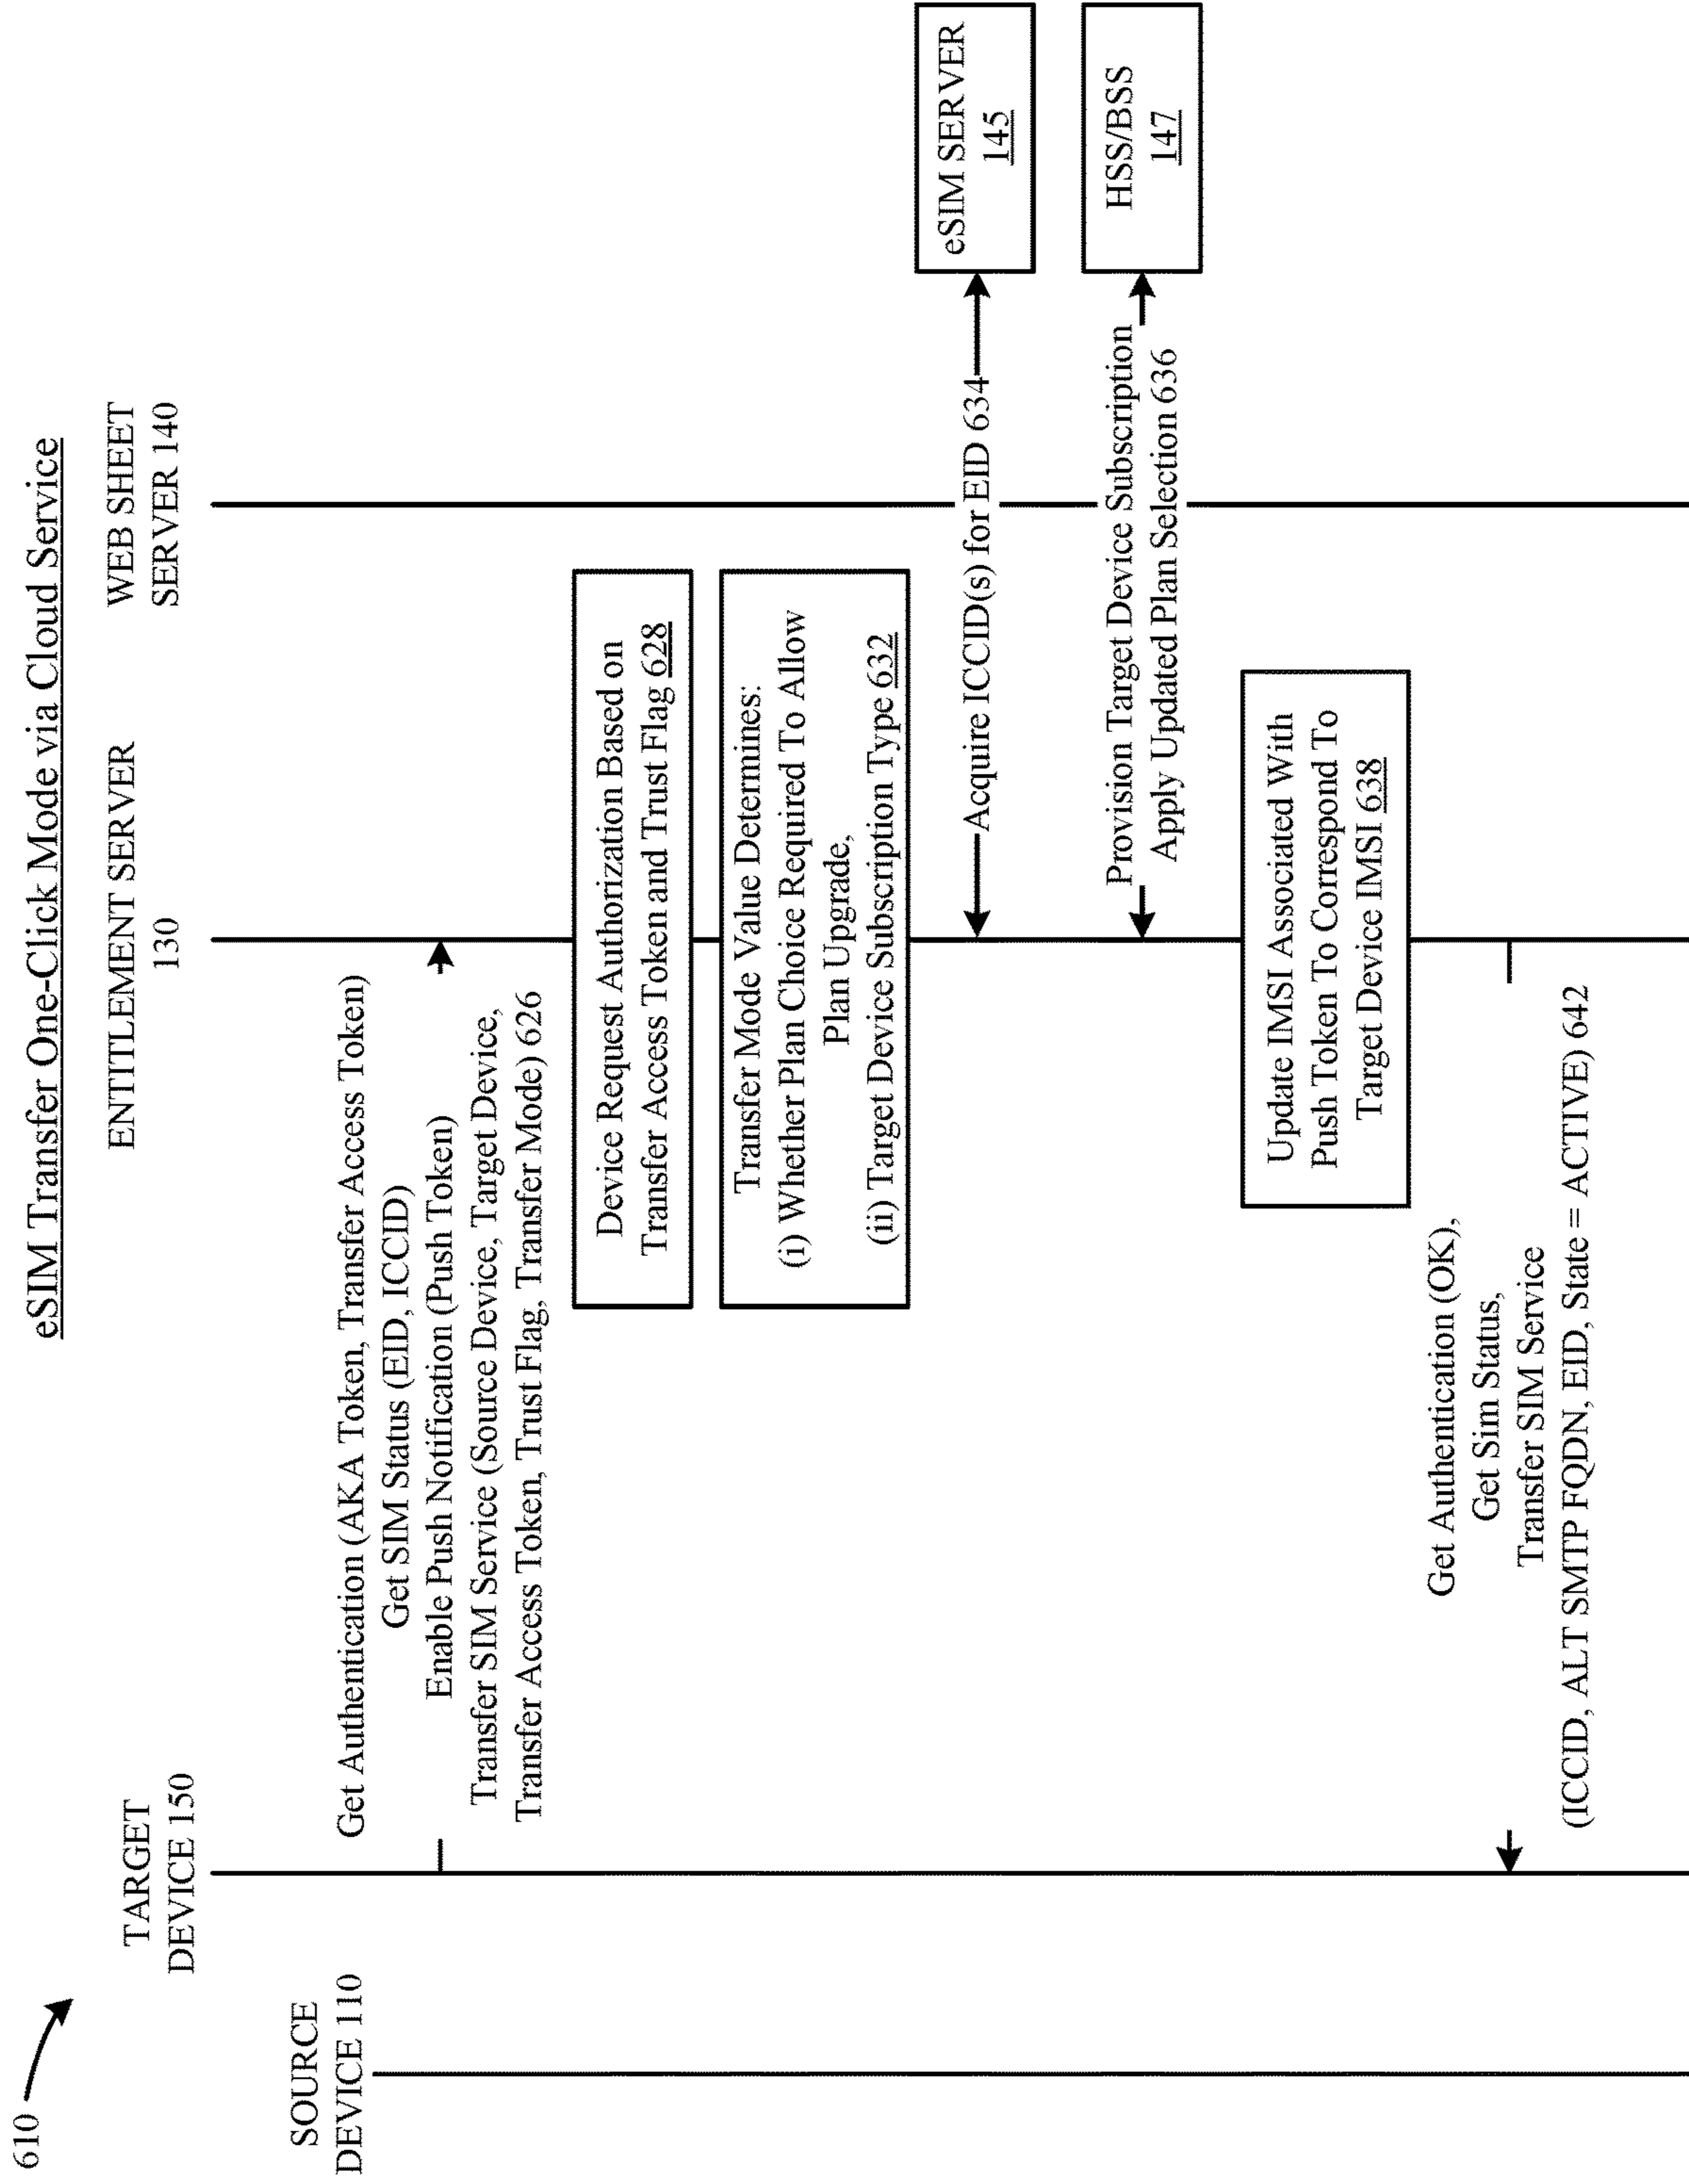 610
eSIM Transfer One-Click Mode via Cloud Service
SOURCE
DEVICE 110
TARGET
DEVICE 150
ENTITLEMENT SERVER
130
WEB SHEET
SERVER 140
Get Authentication (AKA Token, Transfer Access Token)
Get SIM Status (EID, ICCID)
Enable Push Notification (Push Token)
Transfer SIM Service (Source Device, Target Device,
Transfer Access Token, Trust Flag, Transfer Mode) 626
Device Request Authorization Based on
Transfer Access Token and Trust Flag 628
Transfer Mode Value Determines:
(i) Whether Plan Choice Required To Allow
Plan Upgrade,
(ii) Target Device Subscription Type 632
Acquire ICCID(s) for EID 634
eSIM SERVER
145
Provision Target Device Subscription
Apply Updated Plan Selection 636
HSS/BSS
147
Update IMSI Associated With
Push Token To Correspond To
Target Device IMSI 638
Get Authentication (OK),
Get Sim Status,
Transfer SIM Service
(ICCID, ALT SMTP FQDN, EID, State = ACTIVE) 642